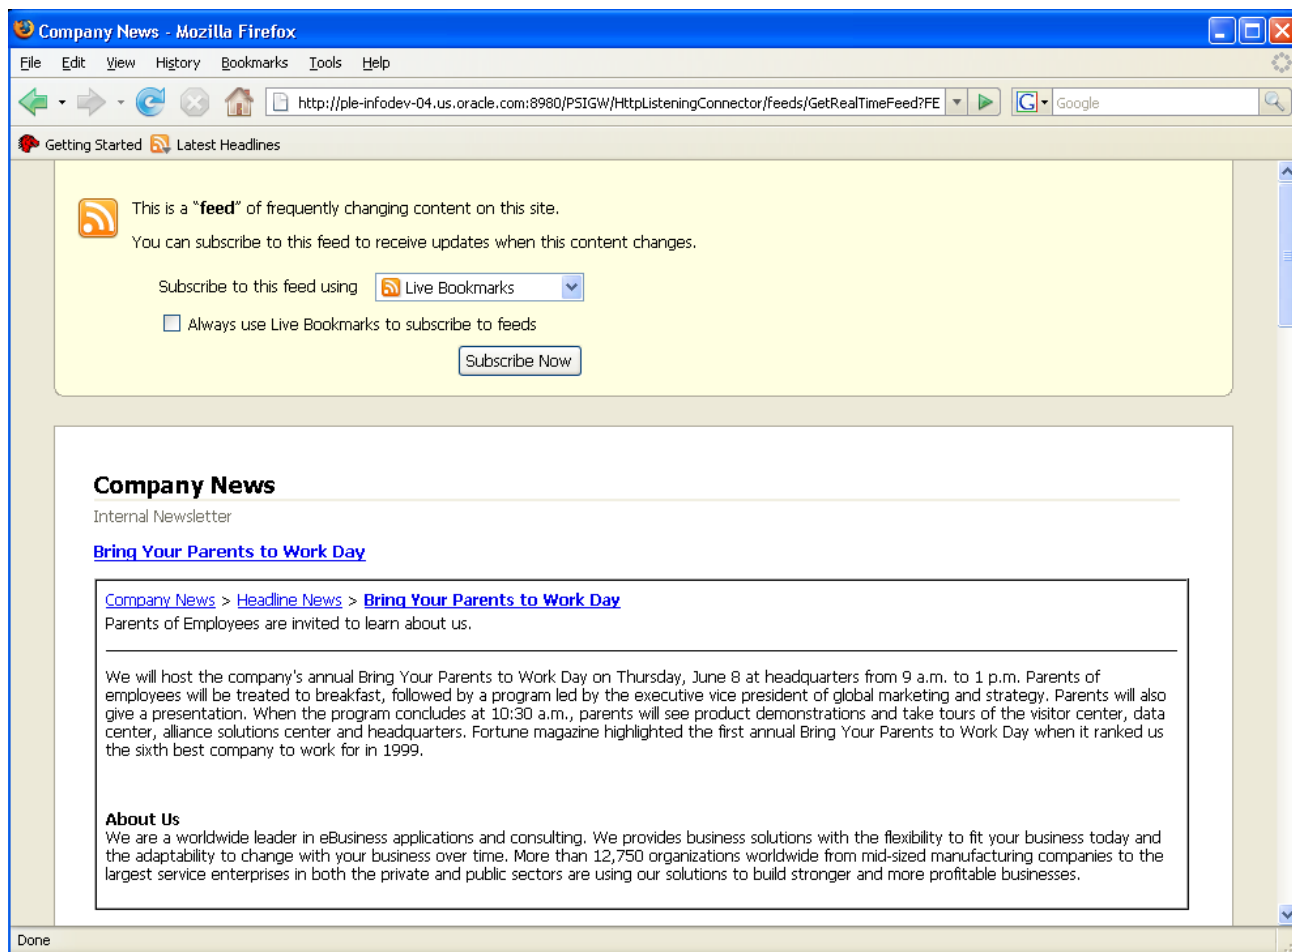 Company News - Mozilla Firefox
File Edit View History Bookmarks Tools Help
http://ple-infodev-04.us.oracle.com:8980/PSIGW/HttpListeningConnector/feeds/GetRealTimeFeed?FE
G Google
Getting Started Latest Headlines
This is a "feed" of frequently changing content on this site.
You can subscribe to this feed to receive updates when this content changes.
Subscribe to this feed using Live Bookmarks
Always use Live Bookmarks to subscribe to feeds
Subscribe Now
Company News
Internal Newsletter
Bring Your Parents to Work Day
Company News > Headline News > Bring Your Parents to Work Day
Parents of Employees are invited to learn about us.
We will host the company's annual Bring Your Parents to Work Day on Thursday, June 8 at headquarters from 9 a.m. to 1 p.m. Parents of
employees will be treated to breakfast, followed by a program led by the executive vice president of global marketing and strategy. Parents will also
give a presentation. When the program concludes at 10:30 a.m., parents will see product demonstrations and take tours of the visitor center, data
center, alliance solutions center and headquarters. Fortune magazine highlighted the first annual Bring Your Parents to Work Day when it ranked us
the sixth best company to work for in 1999.
About Us
We are a worldwide leader in eBusiness applications and consulting. We provides business solutions with the flexibility to fit your business today and
the adaptability to change with your business over time. More than 12,750 organizations worldwide from mid-sized manufacturing companies to the
largest service enterprises in both the private and public sectors are using our solutions to build stronger and more profitable businesses.
Done